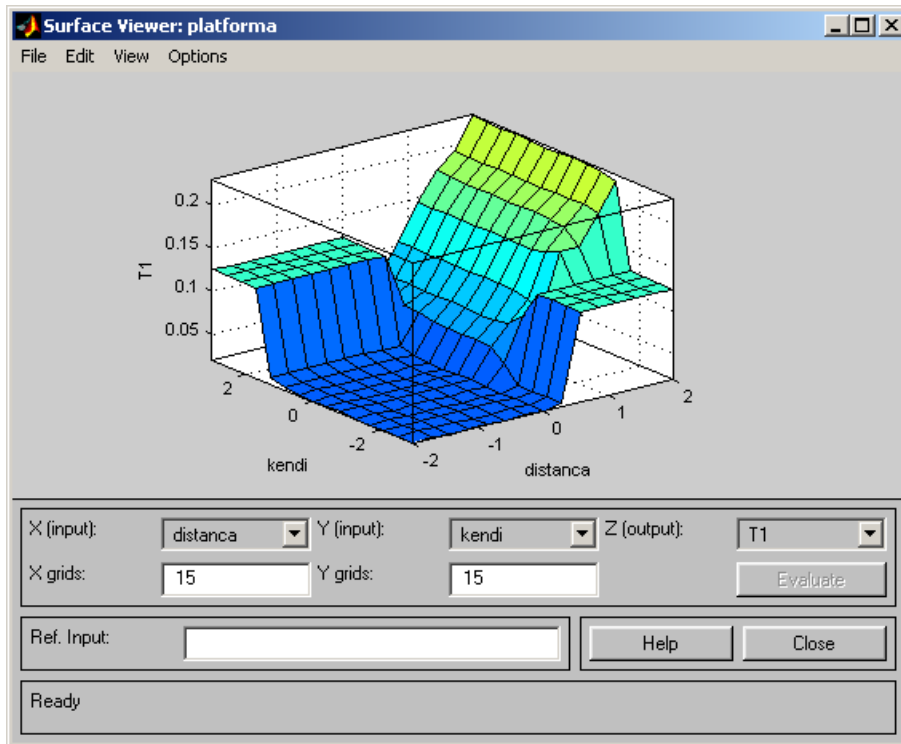 Surface Viewer: platforma
File Edit View Options
0.2
0.15
0.1
0.05
T1
2
0
-2
kendi
-2
-1
0
1
2
distanca
X (input): distanca Y (input): kendi Z (output): T1
X grids: 15 Y grids: 15 Evaluate
Ref. Input: Help Close
Ready